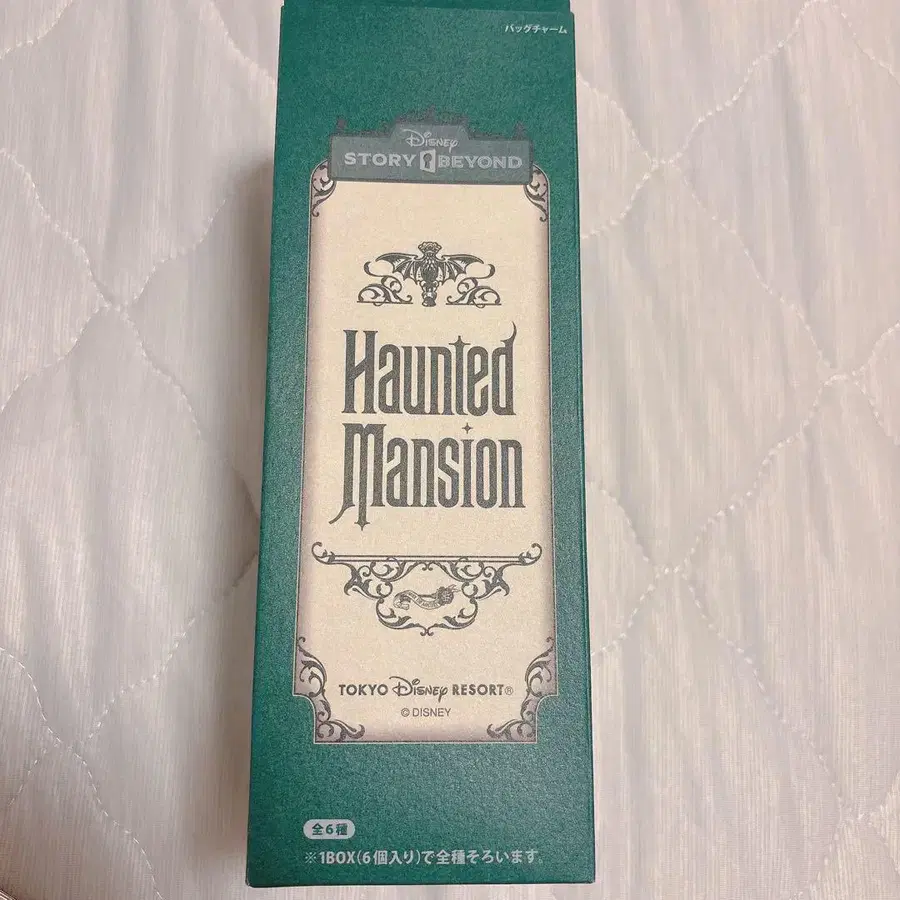 バッグチャーム
Disney
STORY BEYOND
Haunted
Mansion
TOKYO Disney RESORT®
© DISNEY
全6種
※1BOX(6個入り)で全種そろいます。